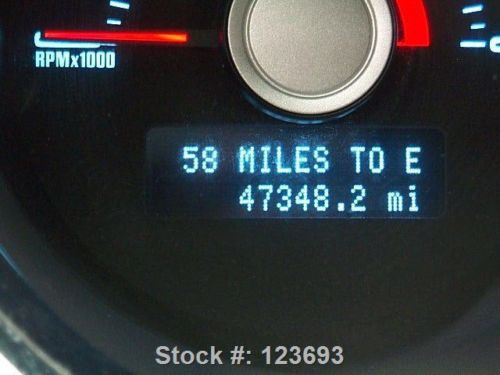 RPMx1000
58 MILES TO E
47348.2 mi
Stock #: 123693